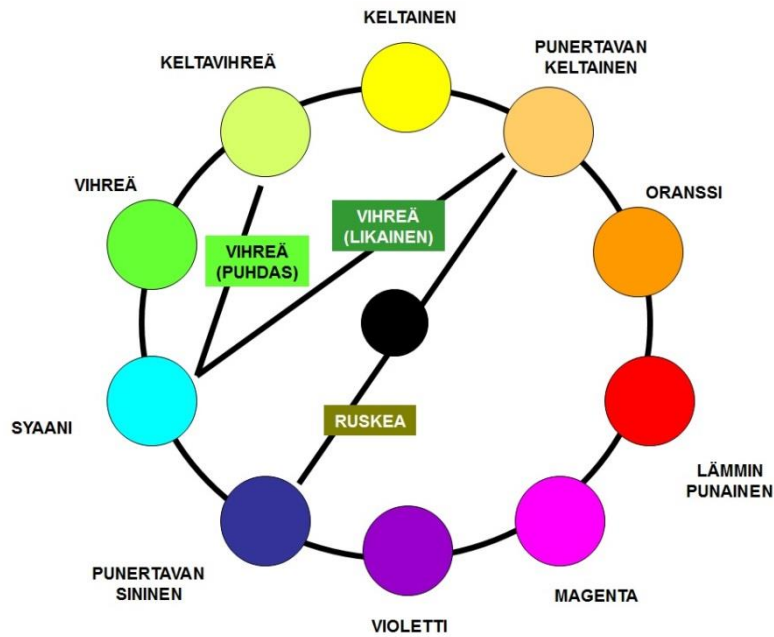 KELTAINEN
PUNERTAVAN
KELTAINEN
KELTAVIHREÄ
VIHREÄ
ORANSSI
VIHREÄ
(LIKAINEN)
VIHREÄ
(PUHDAS)
SYAANI
RUSKEA
LÄMMIN
PUNAINEN
PUNERTAVAN
SININEN
MAGENTA
VIOLETTI